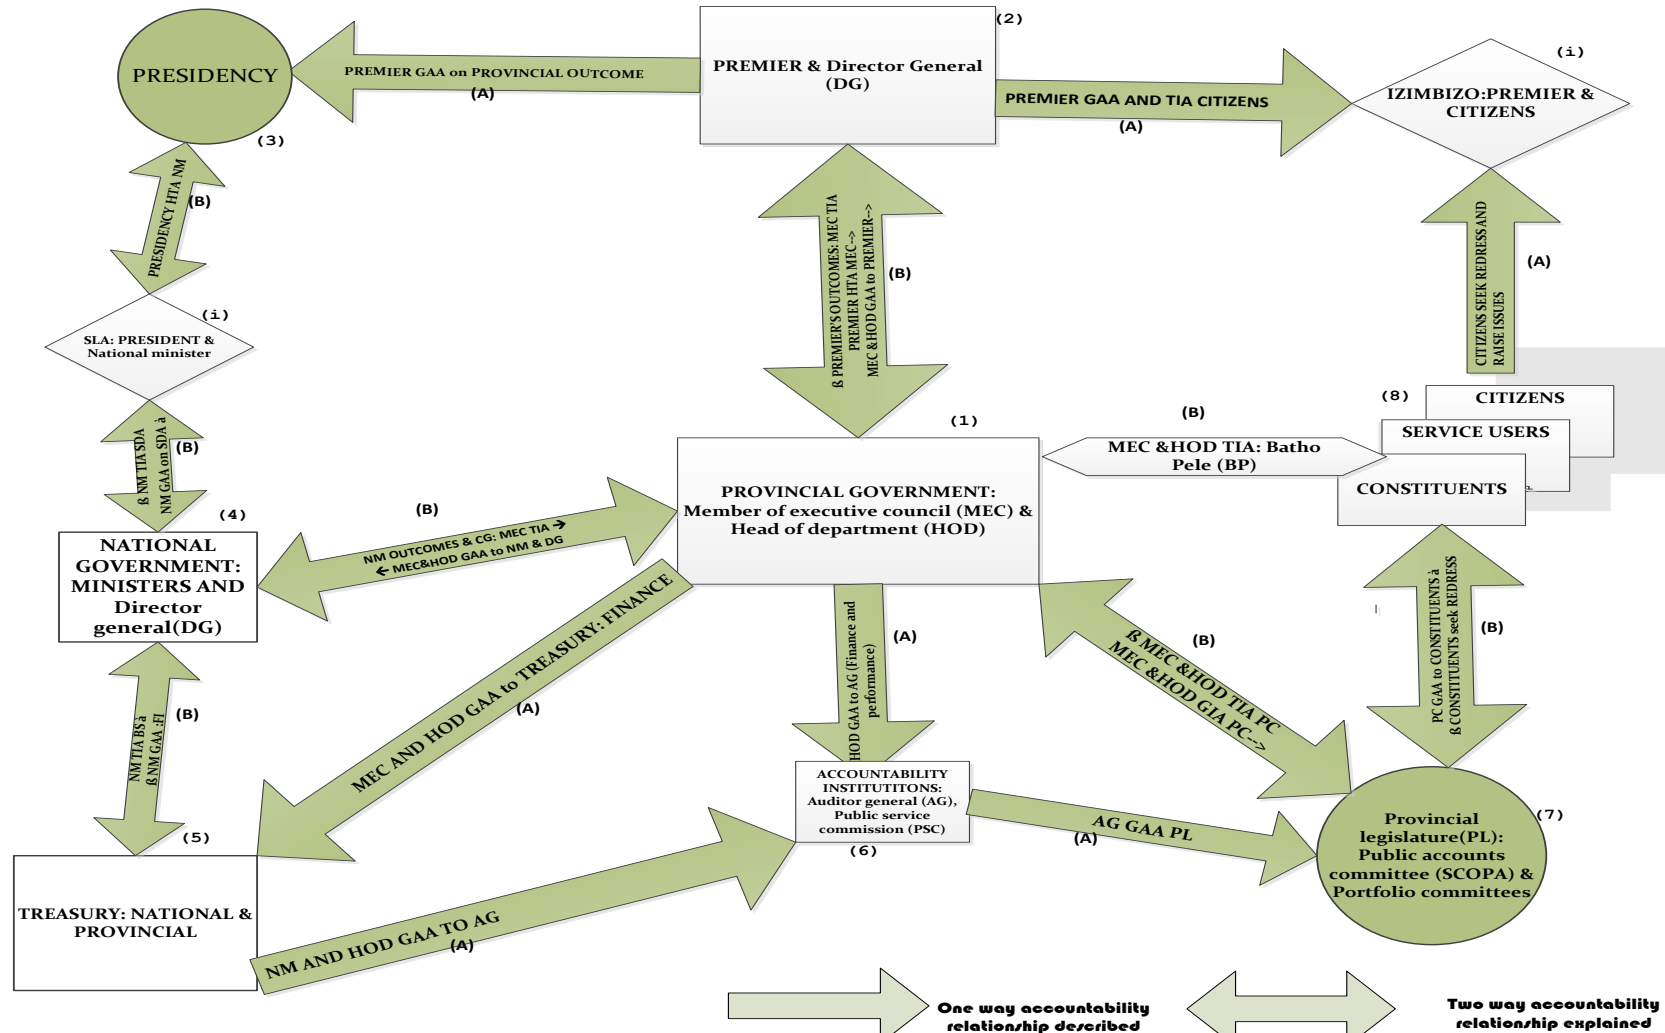 (2)
PRESIDENCY
(3)
PREMIER GAA on PROVINCIAL OUTCOME
(A)
PREMIER & Director General
(DG)
PREMIER GAA AND TIA CITIZENS
(A)
(i)
IZIMBIZO:PREMIER &
CITIZENS
PRESIDENCY HTA NM
(B)
ß PREMIER'S OUTCOMES: MEC TIA
PREMIER HTA MEC-->
MEC &HOD GAA to PREMIER-->
(B)
CITIZENS SEEK REDRESS AND
RAISE ISSUES
(A)
(i)
SLA: PRESIDENT &
National minister
ß NM TIA SDA
NM GAA on SDA à
(B)
(1)
PROVINCIAL GOVERNMENT:
Member of executive council (MEC) &
Head of department (HOD)
(B)
MEC &HOD TIA: Batho
Pele (BP)
(8)
CITIZENS
SERVICE USERS
CONSTITUENTS
(4)
NATIONAL
GOVERNMENT:
MINISTERS AND
Director
general(DG)
(B)
NM OUTCOMES & CG: MEC TIA →
← MEC&HOD GAA to NM & DG
MEC AND HOD GAA to TREASURY: FINANCE
(A)
HOD GAA to AG (Finance and
performance)
(A)
ß MEC &HOD TIA PC
MEC &HOD GIA PC-->
(B)
PC GAA to CONSTITUENTS à
ß CONSTITUENTS seek REDRESS
(B)
NM TIA BS à
ß NM GAA :FI
(B)
(5)
TREASURY: NATIONAL &
PROVINCIAL
NM AND HOD GAA TO AG
(A)
ACCOUNTABILITY
INSTITUTITONS:
Auditor general (AG),
Public service
commission (PSC)
(6)
AG GAA PL
(A)
(7)
Provincial
legislature(PL):
Public accounts
committee (SCOPA) &
Portfolio committees
One way accountability
relationship described
Two way accountability
relationship explained